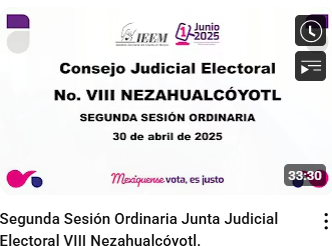 IEEM
1 Junio
2025
Consejo Judicial Electoral
No. VIII NEZAHUALCÓYOTL
SEGUNDA SESIÓN ORDINARIA
30 de abril de 2025
Mexiquense vota, es justo
33:30
Segunda Sesión Ordinaria Junta Judicial
Electoral VIII Nezahualcóyotl.